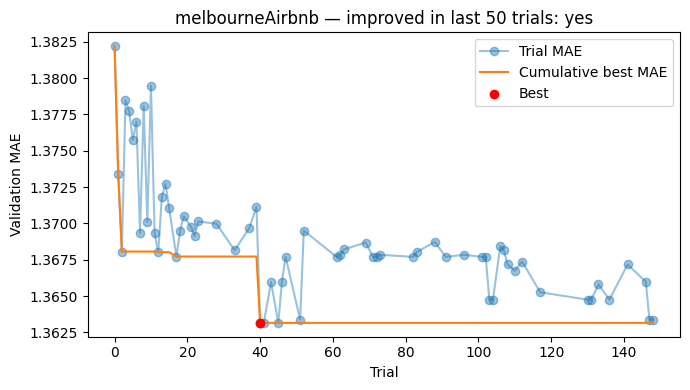 melbourneAirbnb — improved in last 50 trials: yes
Trial MAE
Cumulative best MAE
Best
Validation MAE
1.3825
1.3800
1.3775
1.3750
1.3725
1.3700
1.3675
1.3650
1.3625
0 20 40 60 80 100 120 140
Trial